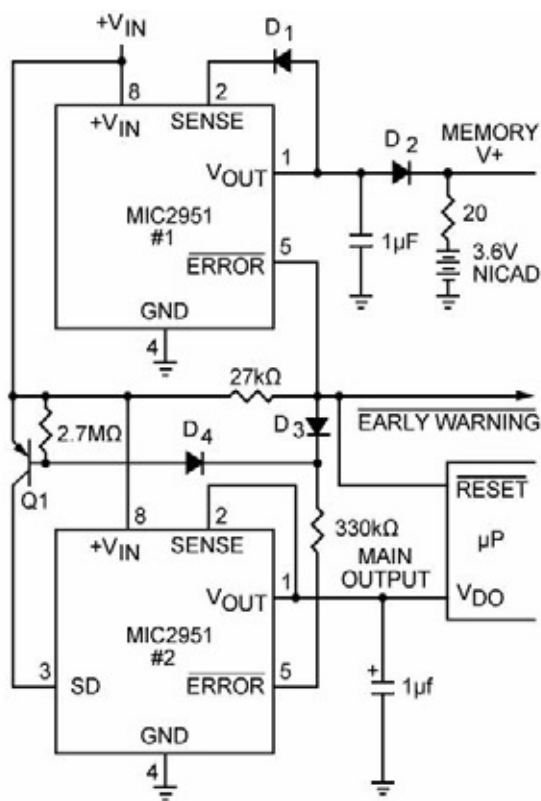 +VIN
D1
8
2
+VIN
SENSE
MEMORY
V+
D2
1
VOUT
MIC2951
#1
20
5
ERROR
1µF
3.6V
NICAD
GND
4
27kΩ
EARLY WARNING
2.7MΩ
D4
D3
RESET
Q1
8
2
330kΩ
µP
+VIN
SENSE
MAIN
OUTPUT
1
VOUT
VDO
MIC2951
#2
3
SD
5
ERROR
+
1µf
GND
4